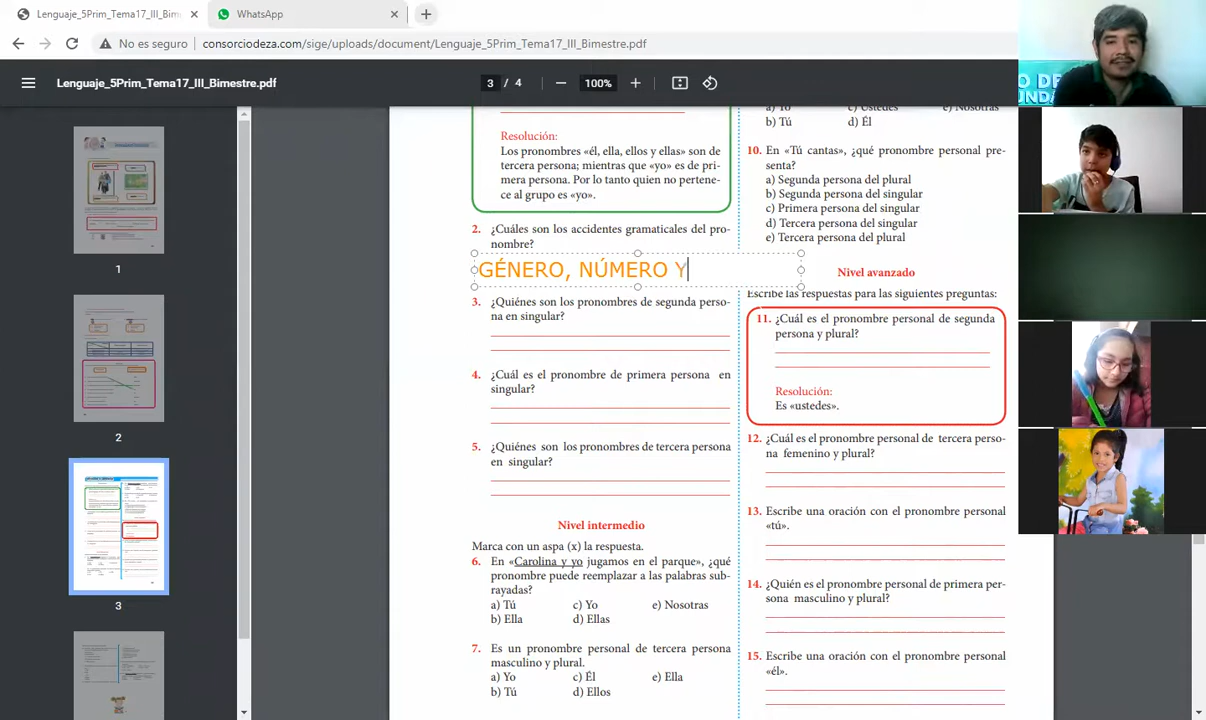 Lenguaje_5Prim_Tema17_III_Bim
WhatsApp
No es seguro
consorciodeza.com/sige/uploads/document/Lenguaje_5Prim_Tema17_III_Bimestre.pdf
Lenguaje_5Prim_Tema17_III_Bimestre.pdf
3 / 4
100%
1
2
3
Resolución:
Los pronombres «él, ella, ellos y ellas» son de
tercera persona; mientras que «yo» es de pri-
mera persona. Por lo tanto quien no pertene-
ce al grupo es «yo».
2. ¿Cuáles son los accidentes gramaticales del pro-
nombre?
GÉNERO, NÚMERO Y
3. ¿Quiénes son los pronombres de segunda perso-
na en singular?
4. ¿Cuál es el pronombre de primera persona en
singular?
5. ¿Quiénes son los pronombres de tercera persona
en singular?
Nivel intermedio
Marca con un aspa (x) la respuesta.
6. En «Carolina y yo jugamos en el parque», ¿qué
pronombre puede reemplazar a las palabras sub-
rayadas?
a) Tú c) Yo e) Nosotras
b) Ella d) Ellas
7. Es un pronombre personal de tercera persona
masculino y plural.
a) Yo c) Él e) Ella
b) Tú d) Ellos
a) Yo c) Ustedes e) Nosotras
b) Tú d) Él
10. En «Tú cantas», ¿qué pronombre personal pre-
senta?
a) Segunda persona del plural
b) Segunda persona del singular
c) Primera persona del singular
d) Tercera persona del singular
e) Tercera persona del plural
Nivel avanzado
Escribe las respuestas para las siguientes preguntas:
11. ¿Cuál es el pronombre personal de segunda
persona y plural?
Resolución:
Es «ustedes».
12. ¿Cuál es el pronombre personal de tercera perso-
na femenino y plural?
13. Escribe una oración con el pronombre personal
«tú».
14. ¿Quién es el pronombre personal de primera per-
sona masculino y plural?
15. Escribe una oración con el pronombre personal
«él».